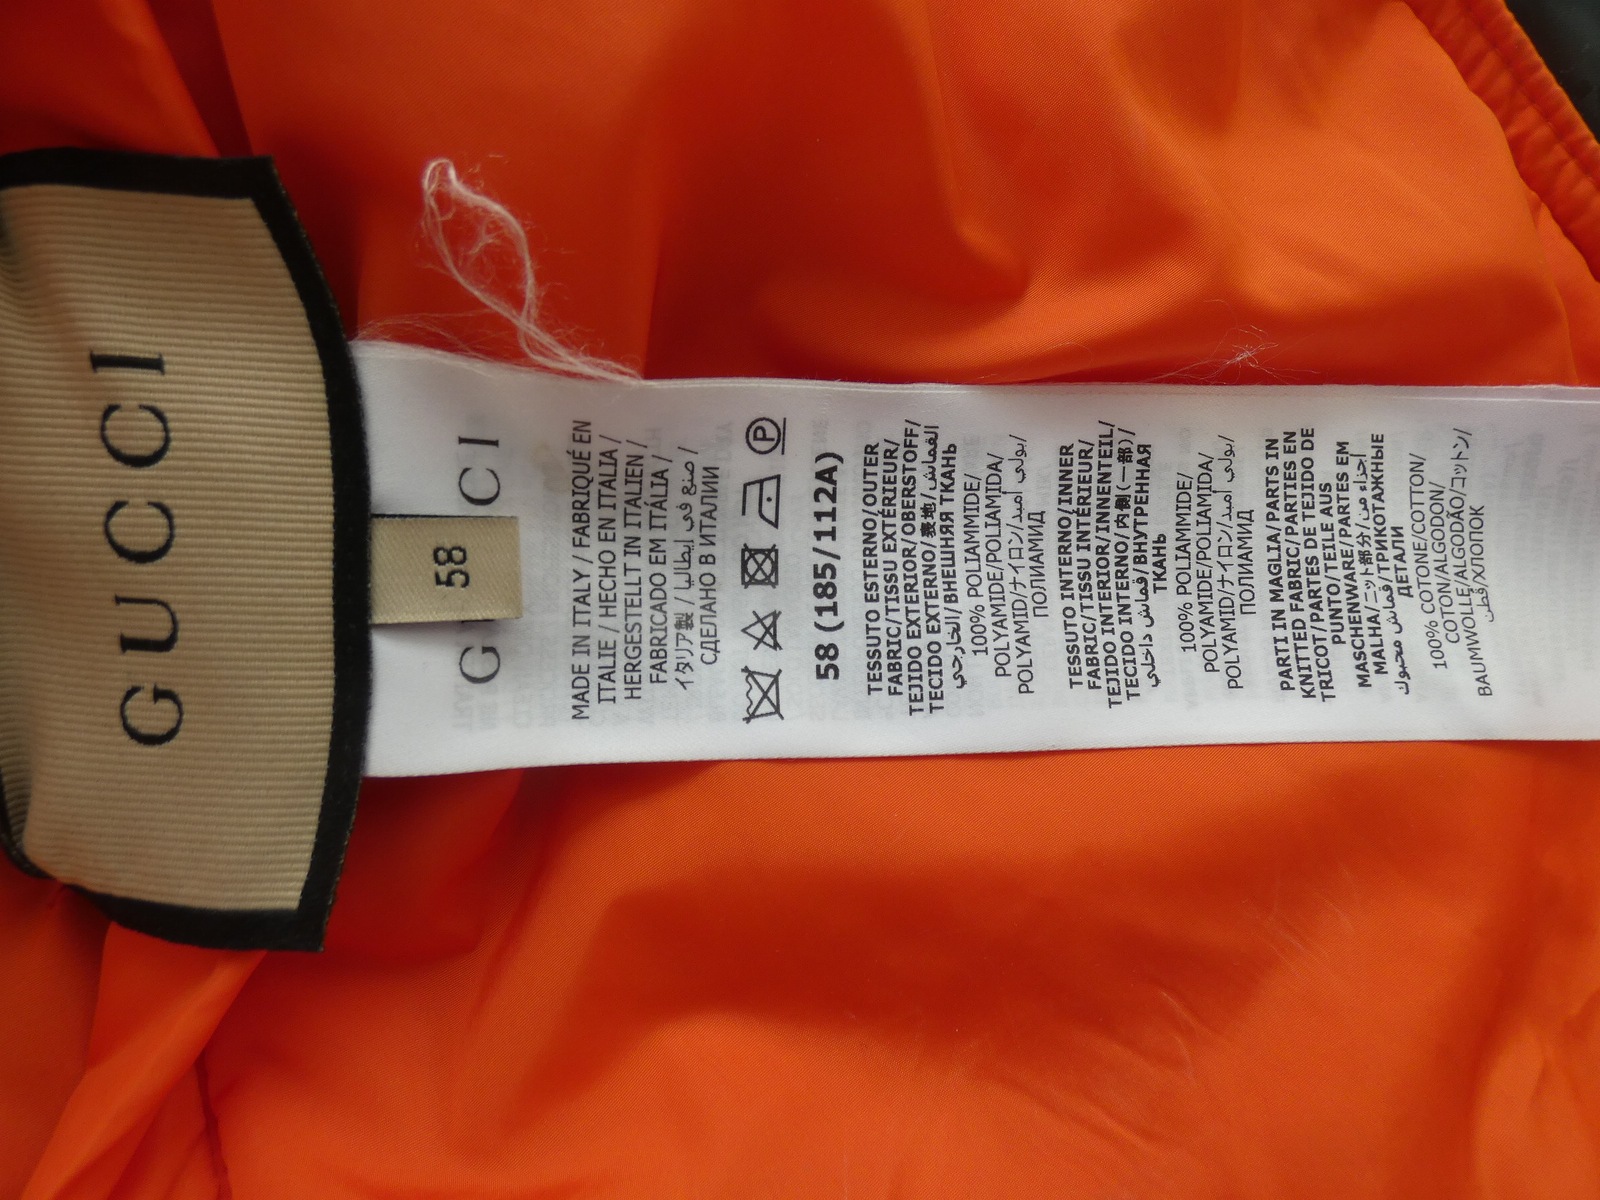 GUCCI
GUCCI
58
MADE IN ITALY / FABRIQUÉ EN
ITALIE / HECHO EN ITALIA /
HERGESTELLT IN ITALIEN /
FABRICADO EM ITÁLIA /
イタリア製 / صنع في إيطاليا /
СДЕЛАНО В ИТАЛИИ
P
58 (185/112A)
TESSUTO ESTERNO/OUTER
FABRIC/TISSU EXTÉRIEUR/
TEJIDO EXTERIOR/OBERSTOFF/
TECIDO EXTERNO/表地/القماش
الخارجي/ВНЕШНЯЯ ТКАНЬ
100% POLIAMMIDE/
POLYAMIDE/POLIAMIDA/
POLYAMID/ナイロン/بولي أميد/
ПОЛИАМИД
TESSUTO INTERNO/INNER
FABRIC/TISSU INTÉRIEUR/
TEJIDO INTERIOR/INNENTEIL/
TECIDO INTERNO/内側(一部)/
قماش داخلي/ВНУТРЕННАЯ
ТКАНЬ
100% POLIAMMIDE/
POLYAMIDE/POLIAMIDA/
POLYAMID/ナイロン/بولي أميد/
ПОЛИАМИД
PARTI IN MAGLIA/PARTS IN
KNITTED FABRIC/PARTIES EN
TRICOT/PARTES DE TEJIDO DE
PUNTO/TEILE AUS
MASCHENWARE/PARTES EM
MALHA/ニット部分/أجزاء من
قماش محبوك/ТРИКОТАЖНЫЕ
ДЕТАЛИ
100% COTONE/COTTON/
COTON/ALGODON/
BAUMWOLLE/ALGODÃO/コットン/
قطن/ХЛОПОК